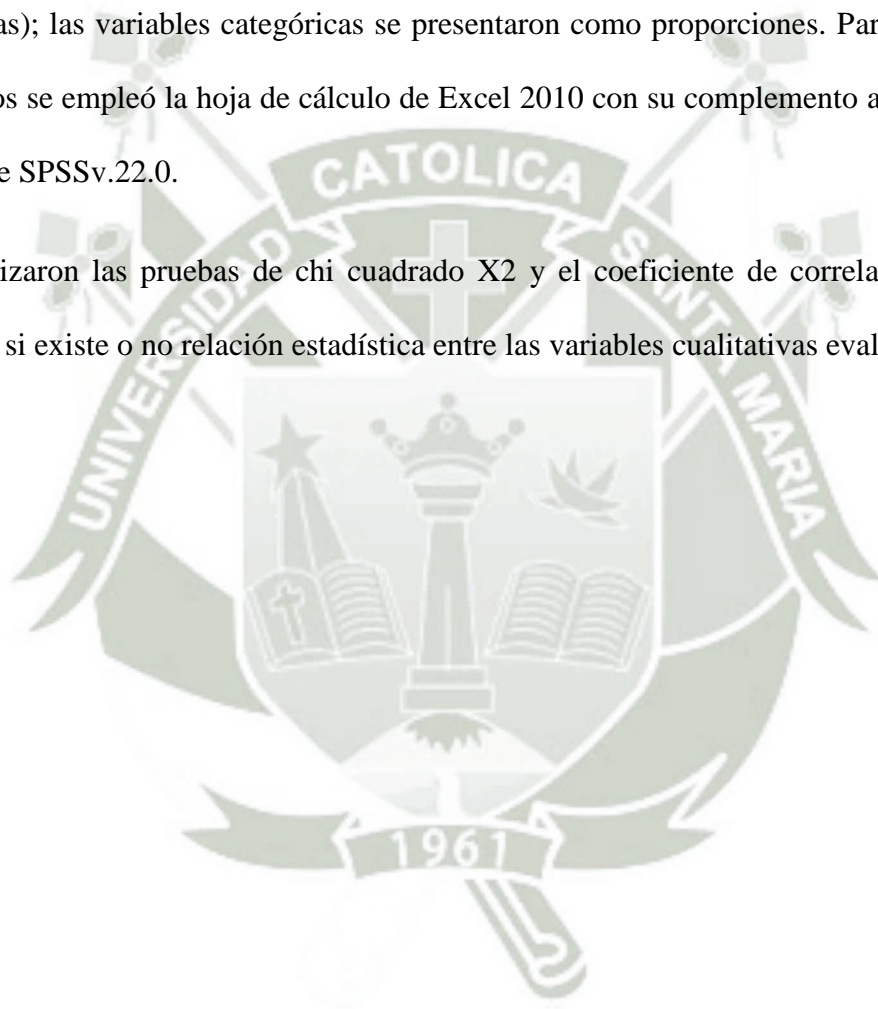 as); las variables categóricas se presentaron como proporciones. Par
os se empleó la hoja de cálculo de Excel 2010 con su complemento a
e SPSSv.22.0.
izaron las pruebas de chi cuadrado X2 y el coeficiente de correla
si existe o no relación estadística entre las variables cualitativas eval
UNIVERSIDAD CATOLICA SANTA MARIA
1961